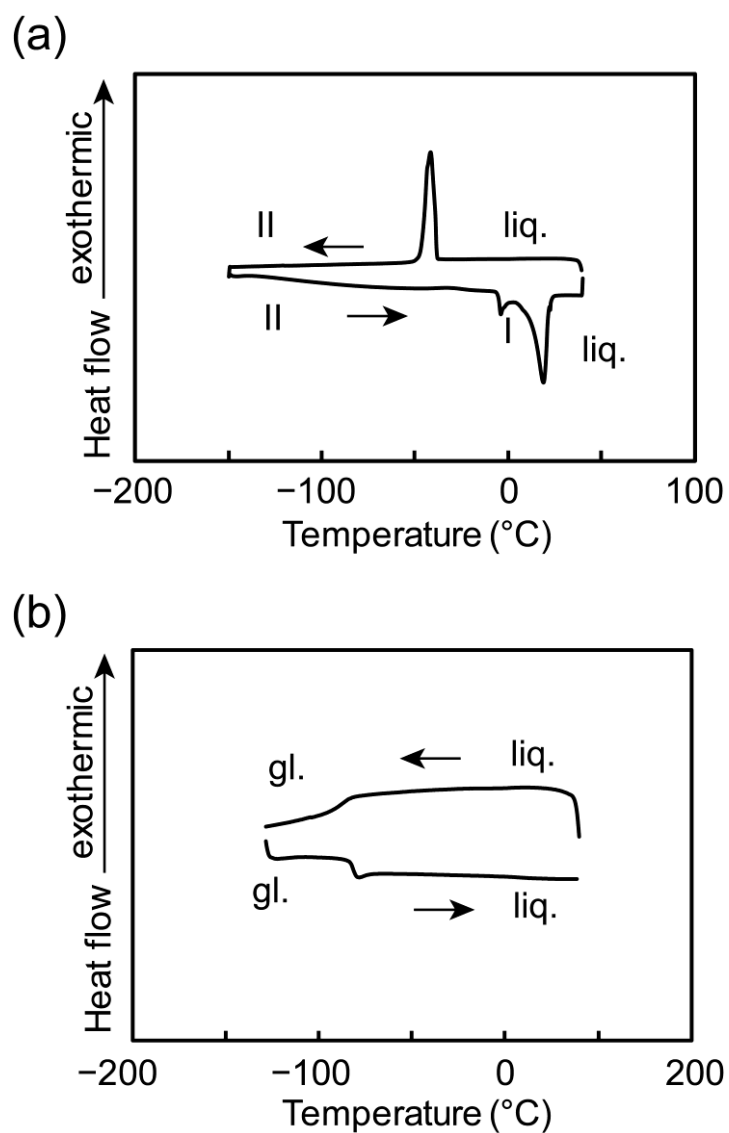 (a)
Heat flow exothermic
II
liq.
II
I
liq.
−200
−100
0
100
Temperature (°C)
(b)
Heat flow exothermic
gl.
liq.
gl.
liq.
−200
−100
0
200
Temperature (°C)